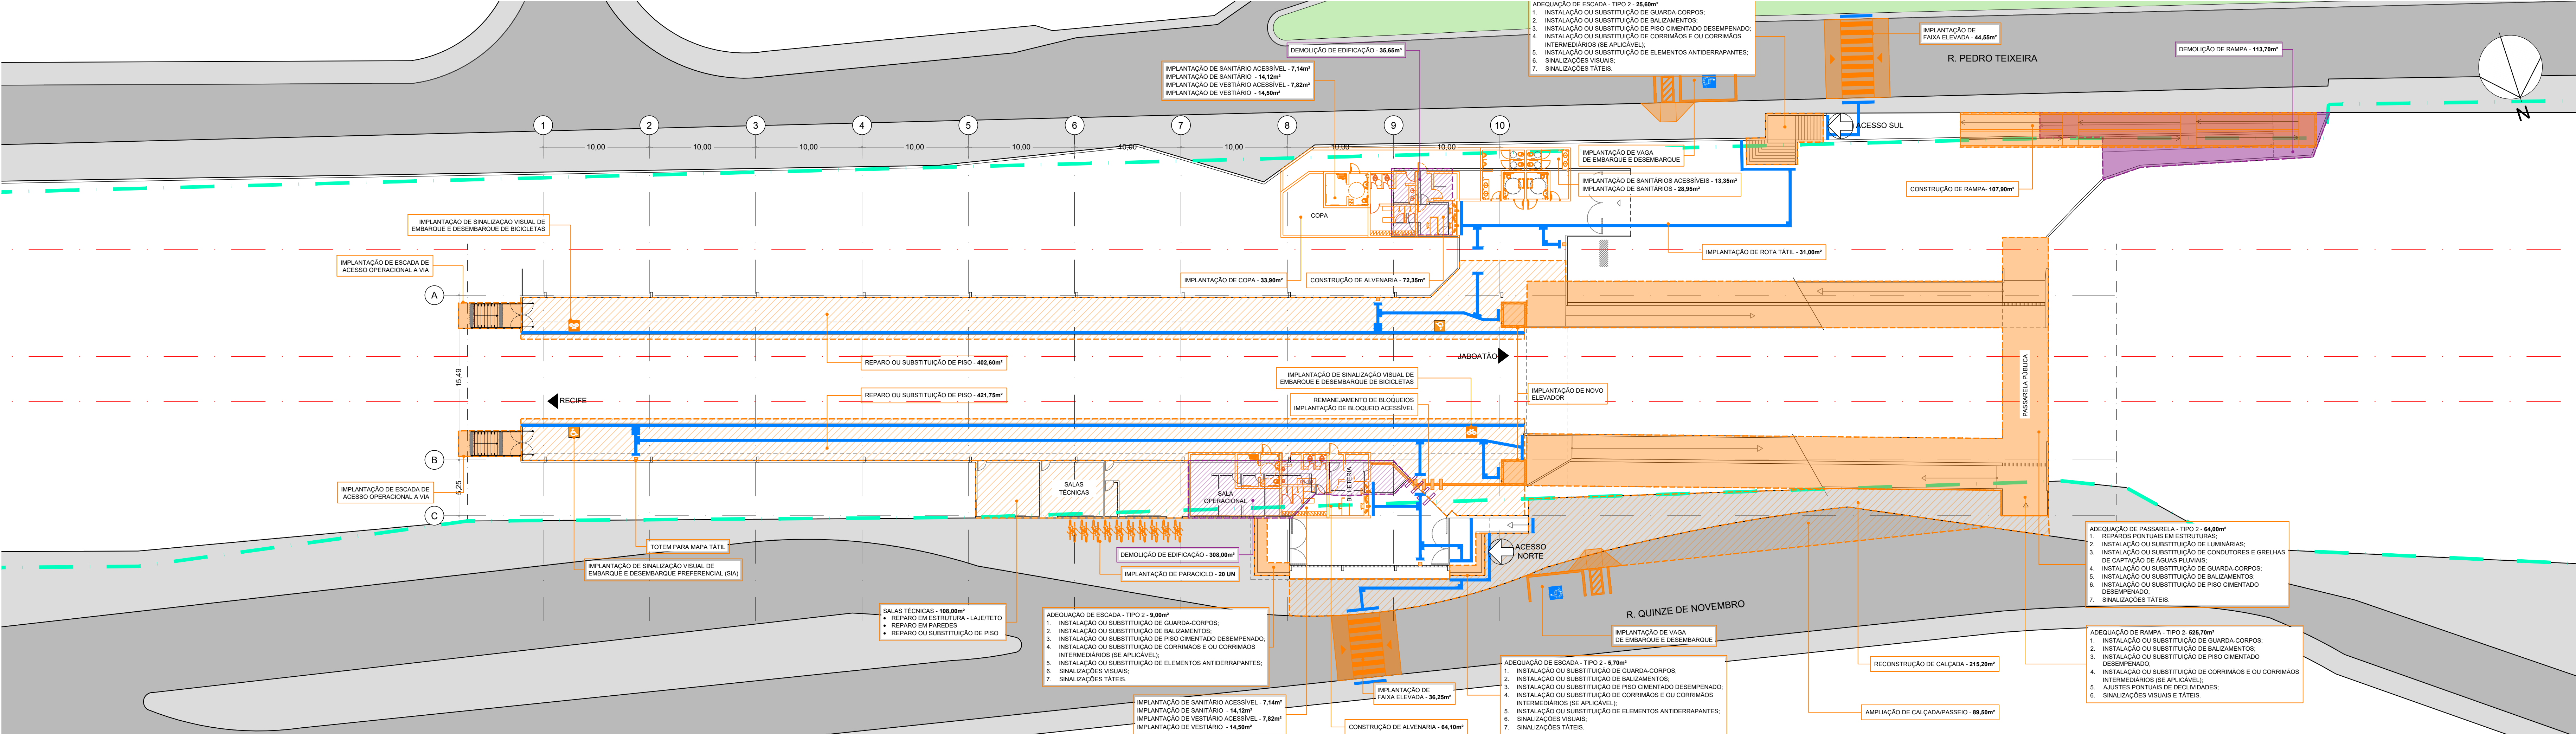 ADEQUAÇÃO DE ESCADA - TIPO 2 - 25,60m²
1. INSTALAÇÃO OU SUBSTITUIÇÃO DE GUARDA-CORPOS;
2. INSTALAÇÃO OU SUBSTITUIÇÃO DE BALIZAMENTOS;
3. INSTALAÇÃO OU SUBSTITUIÇÃO DE PISO CIMENTADO DESEMPENADO;
4. INSTALAÇÃO OU SUBSTITUIÇÃO DE CORRIMÃOS E OU CORRIMÃOS
INTERMEDIÁRIOS (SE APLICÁVEL);
5. INSTALAÇÃO OU SUBSTITUIÇÃO DE ELEMENTOS ANTIDERRAPANTES;
6. SINALIZAÇÕES VISUAIS;
7. SINALIZAÇÕES TÁTEIS.
IMPLANTAÇÃO DE
FAIXA ELEVADA - 44,55m²
R. PEDRO TEIXEIRA
DEMOLIÇÃO DE RAMPA - 113,70m²
N
DEMOLIÇÃO DE EDIFICAÇÃO - 35,65m²
IMPLANTAÇÃO DE SANITÁRIO ACESSÍVEL - 7,14m²
IMPLANTAÇÃO DE SANITÁRIO - 14,12m²
IMPLANTAÇÃO DE VESTIÁRIO ACESSÍVEL - 7,82m²
IMPLANTAÇÃO DE VESTIÁRIO - 14,50m²
1 2 3 4 5 6 7 8 9 10
10,00 10,00 10,00 10,00 10,00 10,00 10,00 10,00 10,00
ACESSO SUL
IMPLANTAÇÃO DE VAGA
DE EMBARQUE E DESEMBARQUE
IMPLANTAÇÃO DE SANITÁRIOS ACESSÍVEIS - 13,35m²
IMPLANTAÇÃO DE SANITÁRIOS - 28,95m²
CONSTRUÇÃO DE RAMPA- 107,90m²
COPA
IMPLANTAÇÃO DE SINALIZAÇÃO VISUAL DE
EMBARQUE E DESEMBARQUE DE BICICLETAS
IMPLANTAÇÃO DE ROTA TÁTIL - 31,00m²
IMPLANTAÇÃO DE ESCADA DE
ACESSO OPERACIONAL A VIA
IMPLANTAÇÃO DE COPA - 33,90m²
CONSTRUÇÃO DE ALVENARIA - 72,35m²
A
REPARO OU SUBSTITUIÇÃO DE PISO - 402,60m²
JABOATÃO
15,49
PASSARELA PÚBLICA
IMPLANTAÇÃO DE SINALIZAÇÃO VISUAL DE
EMBARQUE E DESEMBARQUE DE BICICLETAS
IMPLANTAÇÃO DE NOVO
ELEVADOR
REPARO OU SUBSTITUIÇÃO DE PISO - 421,75m²
RECIFE
REMANEJAMENTO DE BLOQUEIOS
IMPLANTAÇÃO DE BLOQUEIO ACESSÍVEL
B
5,25
IMPLANTAÇÃO DE ESCADA DE
ACESSO OPERACIONAL A VIA
SALAS
TÉCNICAS
SALA
OPERACIONAL
BILHETERIA
C
TOTEM PARA MAPA TÁTIL
IMPLANTAÇÃO DE SINALIZAÇÃO VISUAL DE
EMBARQUE E DESEMBARQUE PREFERENCIAL (SIA)
DEMOLIÇÃO DE EDIFICAÇÃO - 308,00m²
IMPLANTAÇÃO DE PARACICLO - 20 UN
ACESSO
NORTE
ADEQUAÇÃO DE PASSARELA - TIPO 2 - 64,00m²
1. REPAROS PONTUAIS EM ESTRUTURAS;
2. INSTALAÇÃO OU SUBSTITUIÇÃO DE LUMINÁRIAS;
3. INSTALAÇÃO OU SUBSTITUIÇÃO DE CONDUTORES E GRELHAS
DE CAPTAÇÃO DE ÁGUAS PLUVIAIS;
4. INSTALAÇÃO OU SUBSTITUIÇÃO DE GUARDA-CORPOS;
5. INSTALAÇÃO OU SUBSTITUIÇÃO DE BALIZAMENTOS;
6. INSTALAÇÃO OU SUBSTITUIÇÃO DE PISO CIMENTADO
DESEMPENADO;
7. SINALIZAÇÕES TÁTEIS.
SALAS TÉCNICAS - 108,00m²
• REPARO EM ESTRUTURA - LAJE/TETO
• REPARO EM PAREDES
• REPARO OU SUBSTITUIÇÃO DE PISO
ADEQUAÇÃO DE ESCADA - TIPO 2 - 9,00m²
1. INSTALAÇÃO OU SUBSTITUIÇÃO DE GUARDA-CORPOS;
2. INSTALAÇÃO OU SUBSTITUIÇÃO DE BALIZAMENTOS;
3. INSTALAÇÃO OU SUBSTITUIÇÃO DE PISO CIMENTADO DESEMPENADO;
4. INSTALAÇÃO OU SUBSTITUIÇÃO DE CORRIMÃOS E OU CORRIMÃOS
INTERMEDIÁRIOS (SE APLICÁVEL);
5. INSTALAÇÃO OU SUBSTITUIÇÃO DE ELEMENTOS ANTIDERRAPANTES;
6. SINALIZAÇÕES VISUAIS;
7. SINALIZAÇÕES TÁTEIS.
R. QUINZE DE NOVEMBRO
IMPLANTAÇÃO DE VAGA
DE EMBARQUE E DESEMBARQUE
ADEQUAÇÃO DE RAMPA - TIPO 2- 525,70m²
1. INSTALAÇÃO OU SUBSTITUIÇÃO DE GUARDA-CORPOS;
2. INSTALAÇÃO OU SUBSTITUIÇÃO DE BALIZAMENTOS;
3. INSTALAÇÃO OU SUBSTITUIÇÃO DE PISO CIMENTADO
DESEMPENADO;
4. INSTALAÇÃO OU SUBSTITUIÇÃO DE CORRIMÃOS E OU CORRIMÃOS
INTERMEDIÁRIOS (SE APLICÁVEL);
5. AJUSTES PONTUAIS DE DECLIVIDADES;
6. SINALIZAÇÕES VISUAIS E TÁTEIS.
RECONSTRUÇÃO DE CALÇADA - 215,20m²
ADEQUAÇÃO DE ESCADA - TIPO 2 - 5,70m²
1. INSTALAÇÃO OU SUBSTITUIÇÃO DE GUARDA-CORPOS;
2. INSTALAÇÃO OU SUBSTITUIÇÃO DE BALIZAMENTOS;
3. INSTALAÇÃO OU SUBSTITUIÇÃO DE PISO CIMENTADO DESEMPENADO;
4. INSTALAÇÃO OU SUBSTITUIÇÃO DE CORRIMÃOS E OU CORRIMÃOS
INTERMEDIÁRIOS (SE APLICÁVEL);
5. INSTALAÇÃO OU SUBSTITUIÇÃO DE ELEMENTOS ANTIDERRAPANTES;
6. SINALIZAÇÕES VISUAIS;
7. SINALIZAÇÕES TÁTEIS.
IMPLANTAÇÃO DE
FAIXA ELEVADA - 36,25m²
IMPLANTAÇÃO DE SANITÁRIO ACESSÍVEL - 7,14m²
IMPLANTAÇÃO DE SANITÁRIO - 14,12m²
IMPLANTAÇÃO DE VESTIÁRIO ACESSÍVEL - 7,82m²
IMPLANTAÇÃO DE VESTIÁRIO - 14,50m²
CONSTRUÇÃO DE ALVENARIA - 64,10m²
AMPLIAÇÃO DE CALÇADA/PASSEIO - 89,50m²